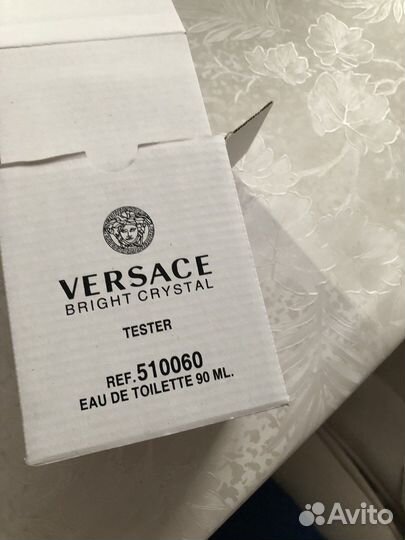 VERSACE
BRIGHT CRYSTAL
TESTER
REF.510060
EAU DE TOILETTE 90 ML.
Avito